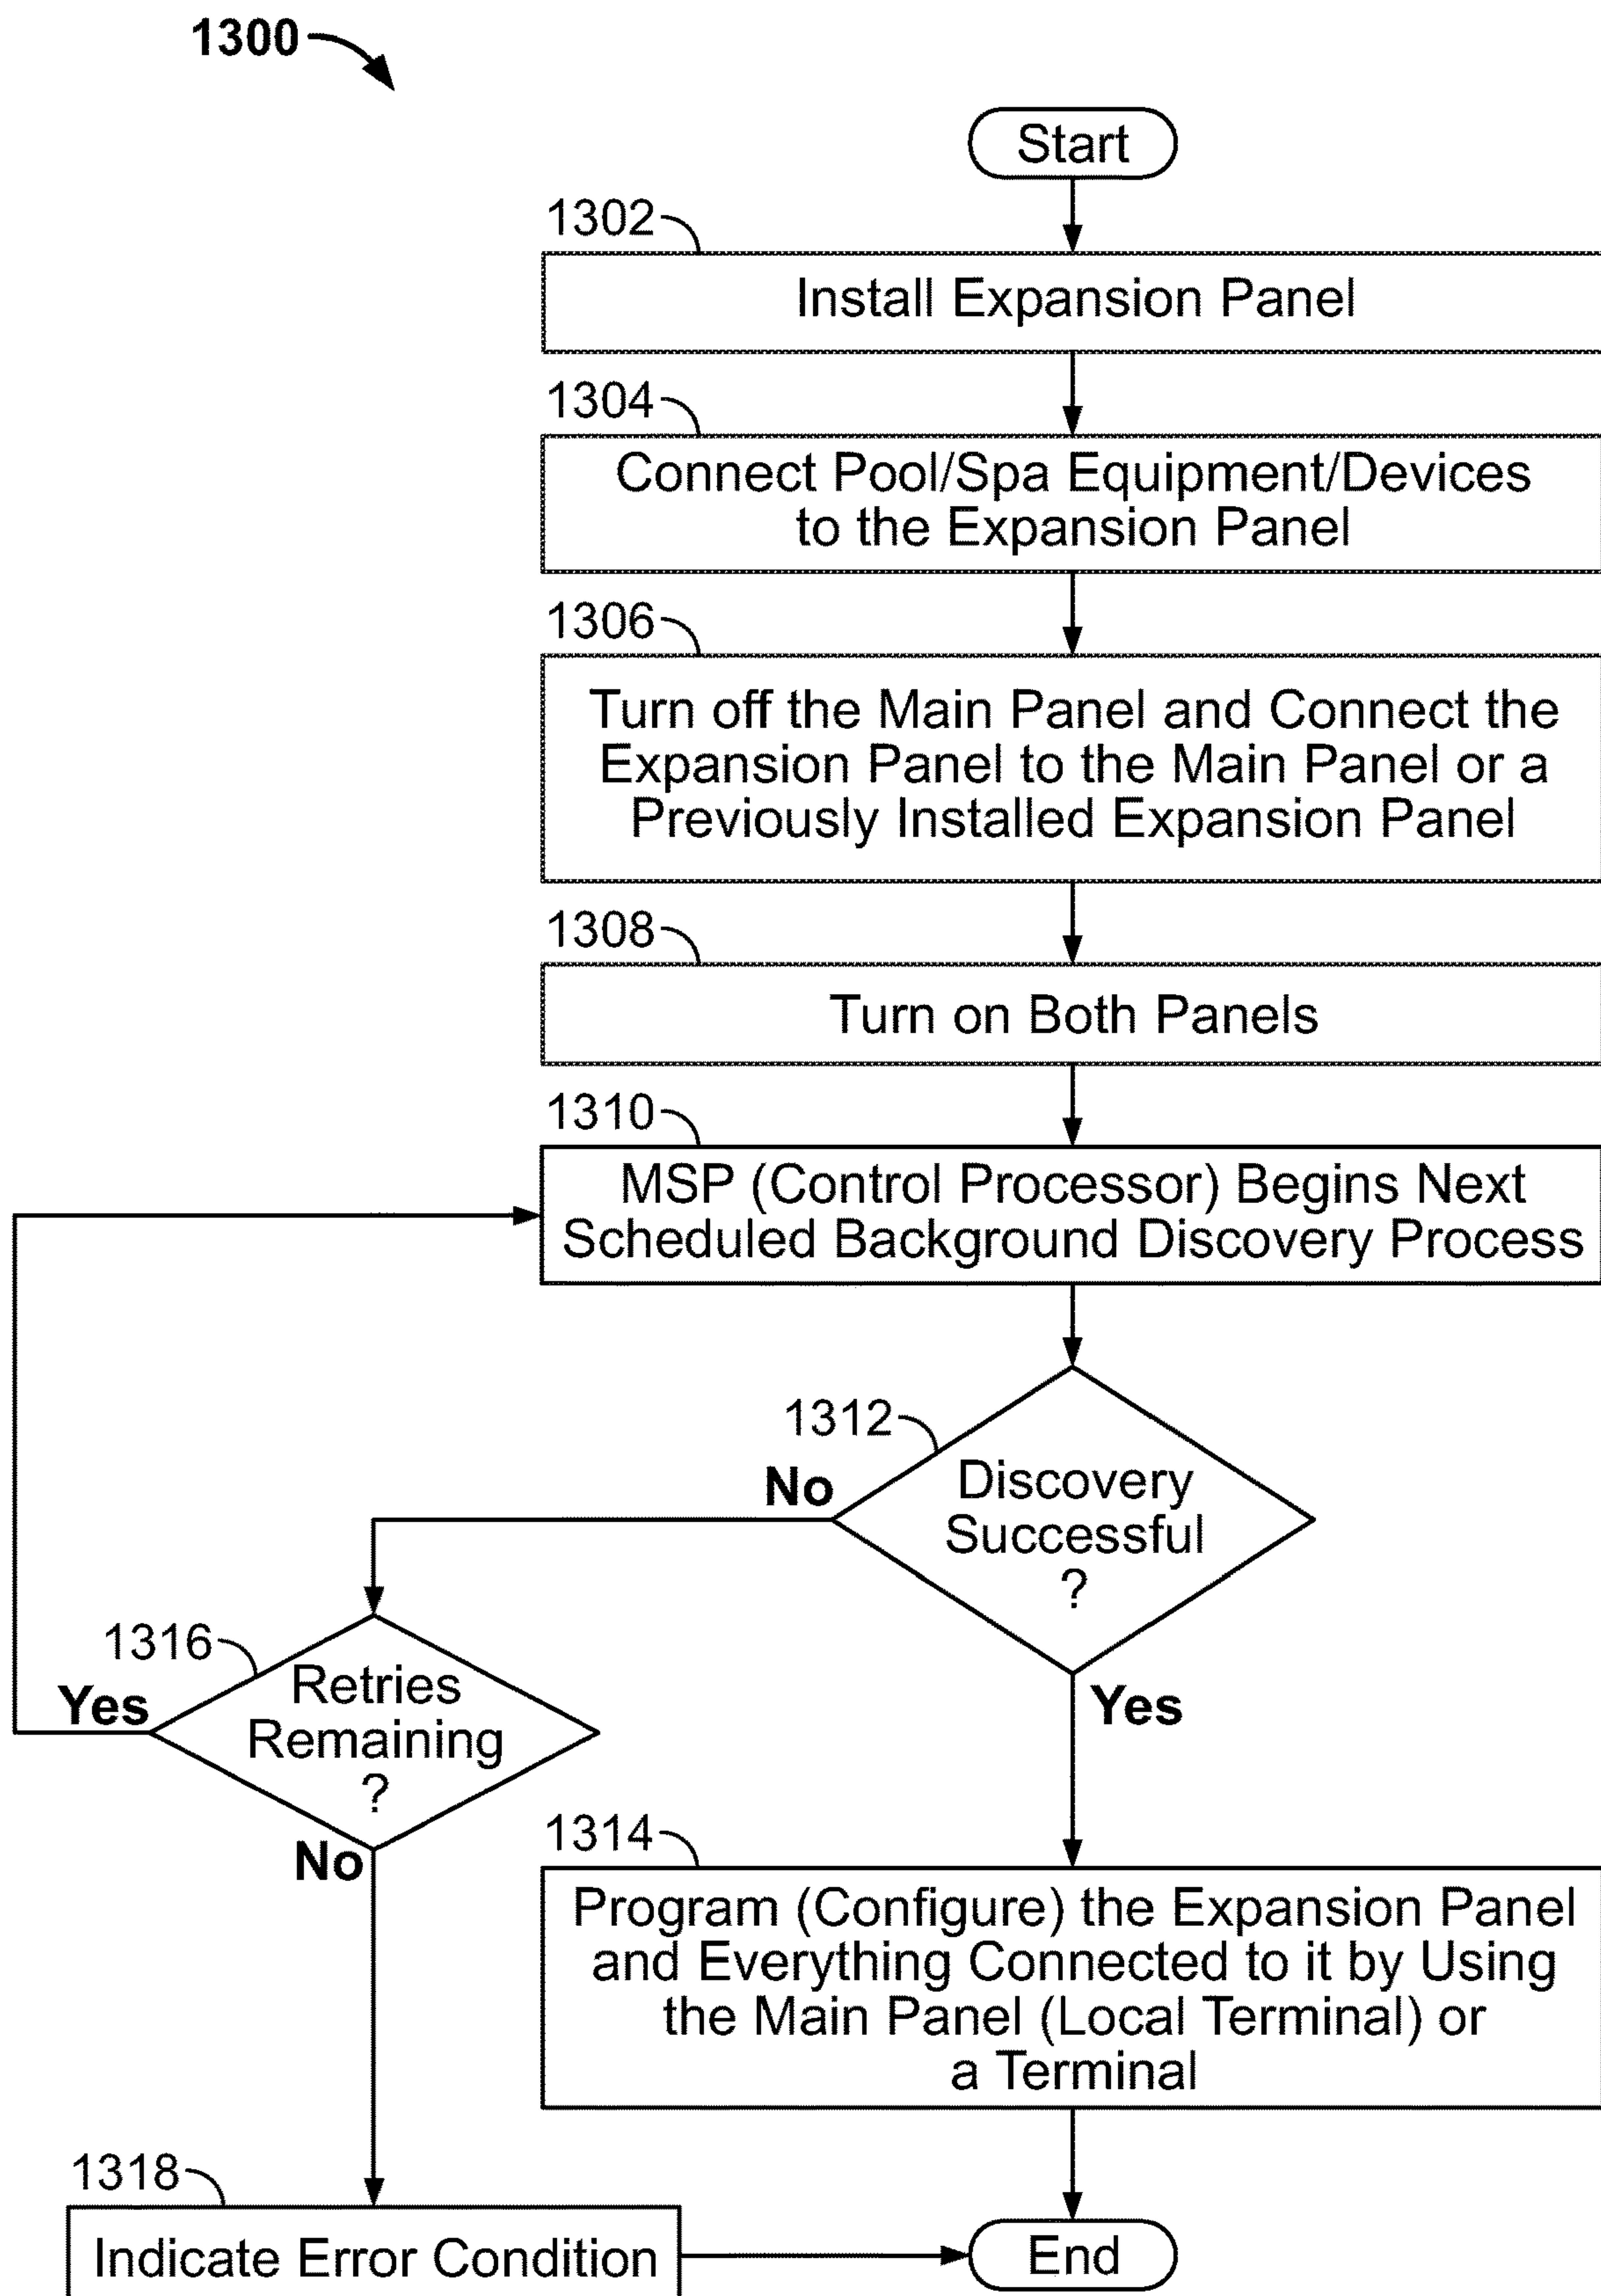 1300
Start
1302
Install Expansion Panel
1304
Connect Pool/Spa Equipment/Devices
to the Expansion Panel
1306
Turn off the Main Panel and Connect the
Expansion Panel to the Main Panel or a
Previously Installed Expansion Panel
1308
Turn on Both Panels
1310
MSP (Control Processor) Begins Next
Scheduled Background Discovery Process
1312
No
Discovery
Successful
?
1316
Yes
Retries
Remaining
?
Yes
No
1314
Program (Configure) the Expansion Panel
and Everything Connected to it by Using
the Main Panel (Local Terminal) or
a Terminal
1318
Indicate Error Condition
End